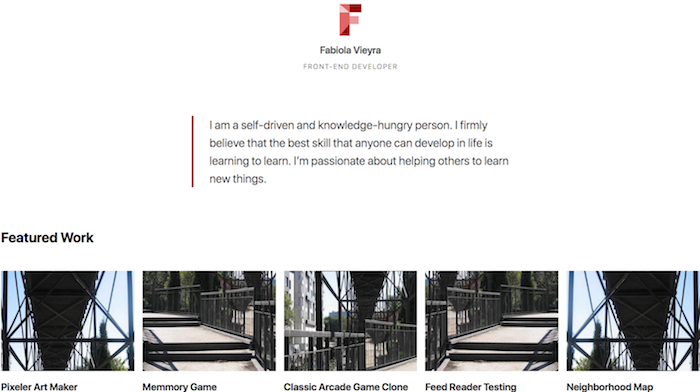 F
Fabiola Vieyra
FRONT-END DEVELOPER
I am a self-driven and knowledge-hungry person. I firmly
believe that the best skill that anyone can develop in life is
learning to learn. I'm passionate about helping others to learn
new things.
Featured Work
Pixeler Art Maker
Memmory Game
Classic Arcade Game Clone
Feed Reader Testing
Neighborhood Map